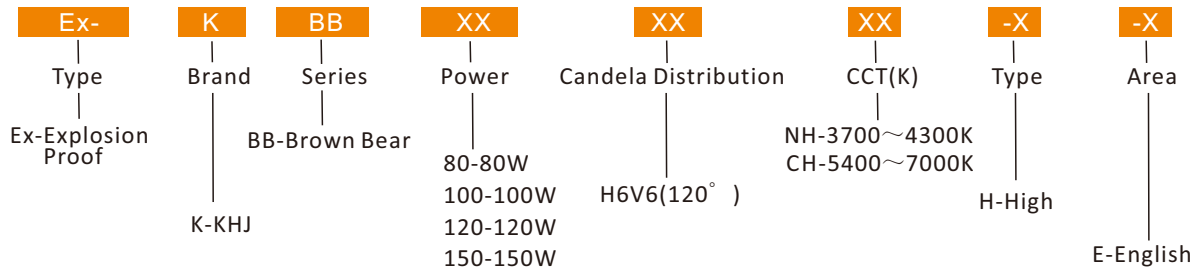 Ex- K BB XX XX XX -X -X
Type Brand Series Power Candela Distribution CCT(K) Type Area
Ex-Explosion
Proof
BB-Brown Bear
NH-3700～4300K
CH-5400～7000K
80-80W
100-100W
120-120W
150-150W
H6V6(120° )
H-High
K-KHJ
E-English